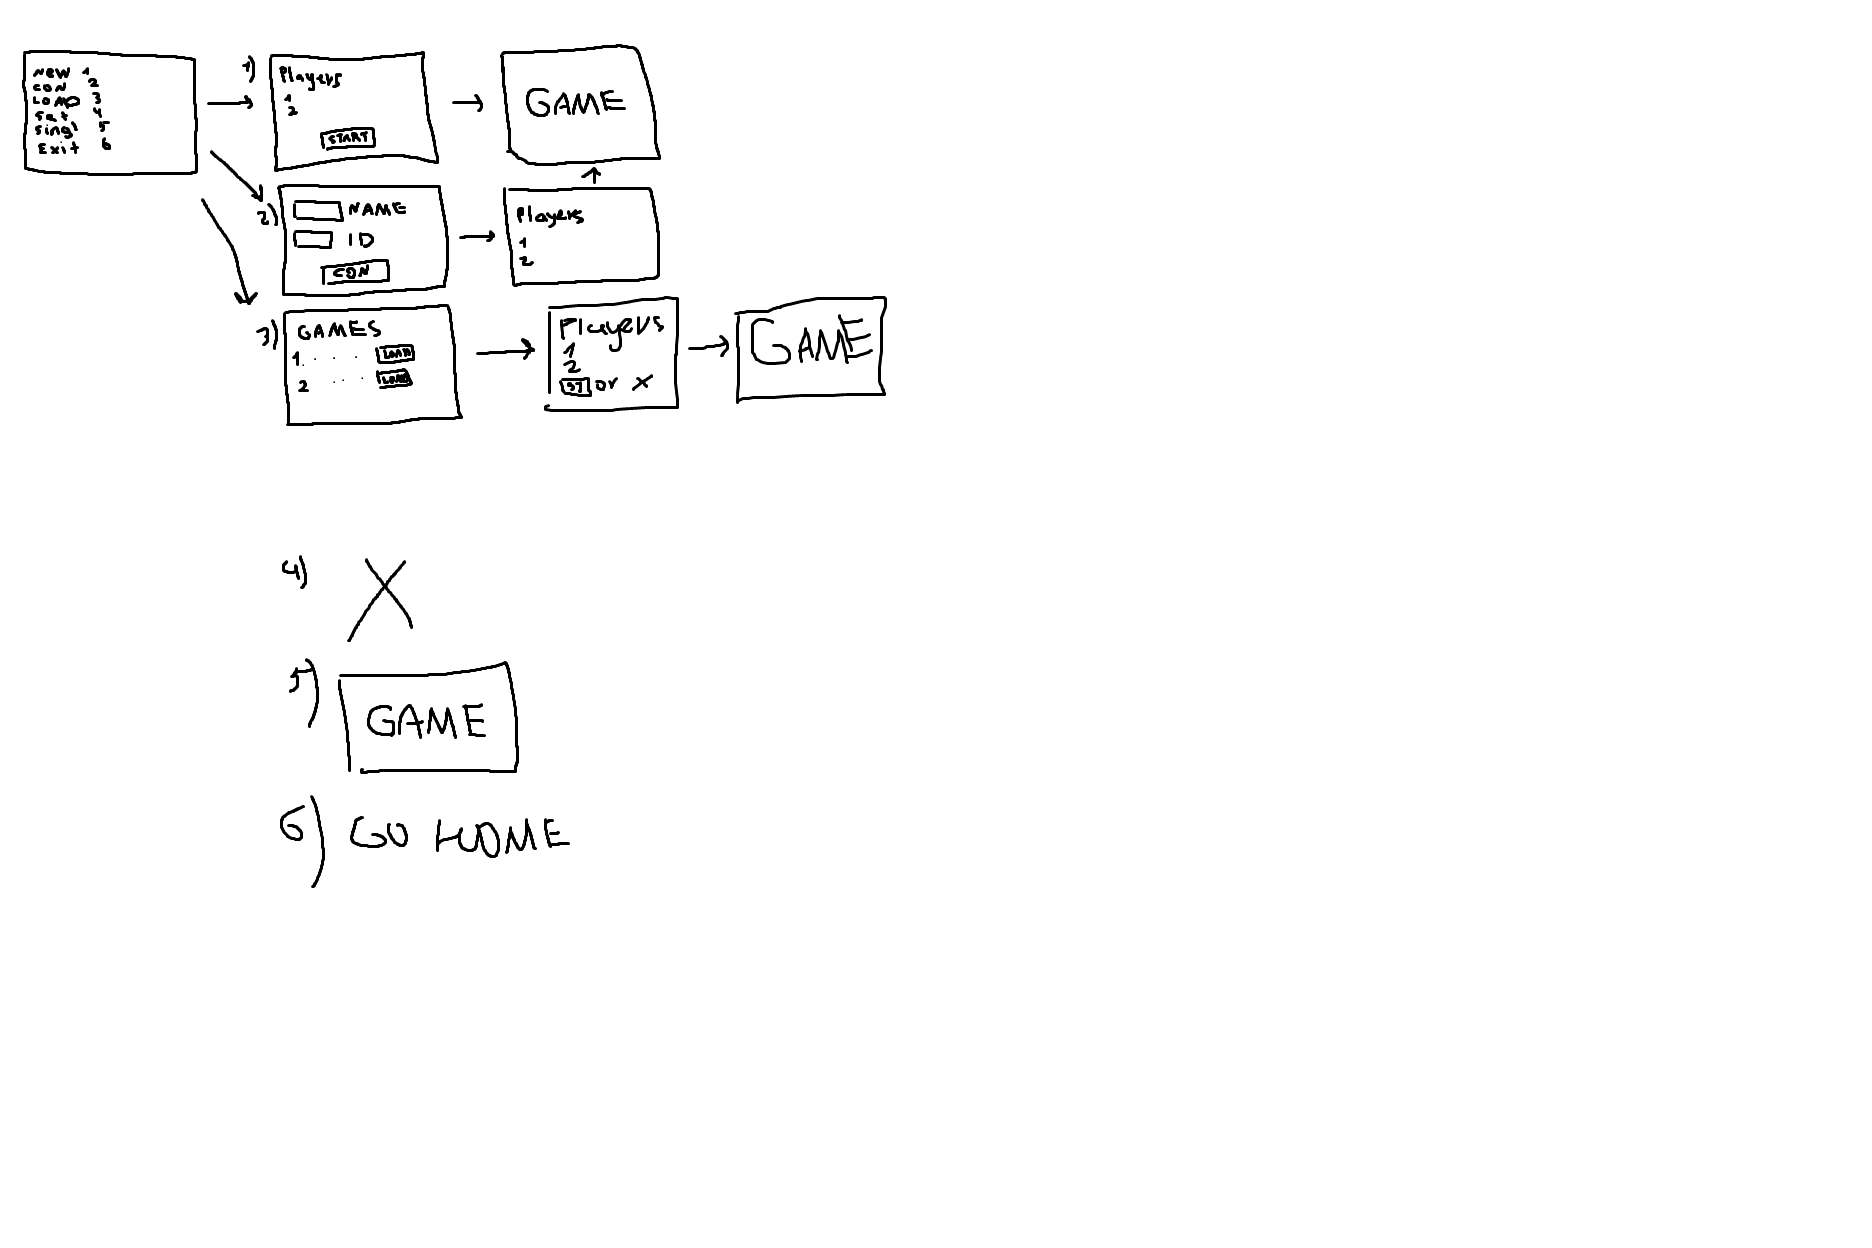 New 1
CON 2
LOAD 3
Set 4
Singl 5
Exit 6
1)
Players
1
2
START
GAME
2)
NAME
ID
CON
Players
1
2
3)
GAMES
1. . . . LOAD
2 . . . LOAD
Players
1
2
ST or X
GAME
4) X
5)
GAME
6) GO HOME